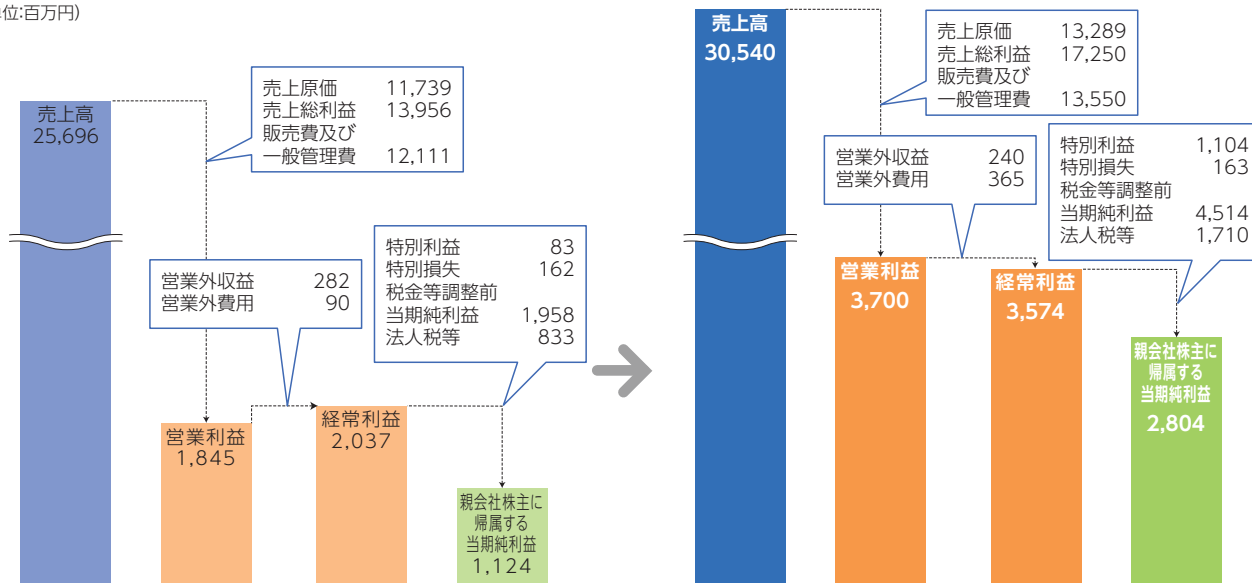 位:百万円)
売上高
25,696
売上原価 11,739
売上総利益 13,956
販売費及び
一般管理費 12,111
営業外収益 282
営業外費用 90
特別利益 83
特別損失 162
税金等調整前
当期純利益 1,958
法人税等 833
営業利益
1,845
経常利益
2,037
親会社株主に
帰属する
当期純利益
1,124
売上高
30,540
売上原価 13,289
売上総利益 17,250
販売費及び
一般管理費 13,550
営業外収益 240
営業外費用 365
特別利益 1,104
特別損失 163
税金等調整前
当期純利益 4,514
法人税等 1,710
営業利益
3,700
経常利益
3,574
親会社株主に
帰属する
当期純利益
2,804